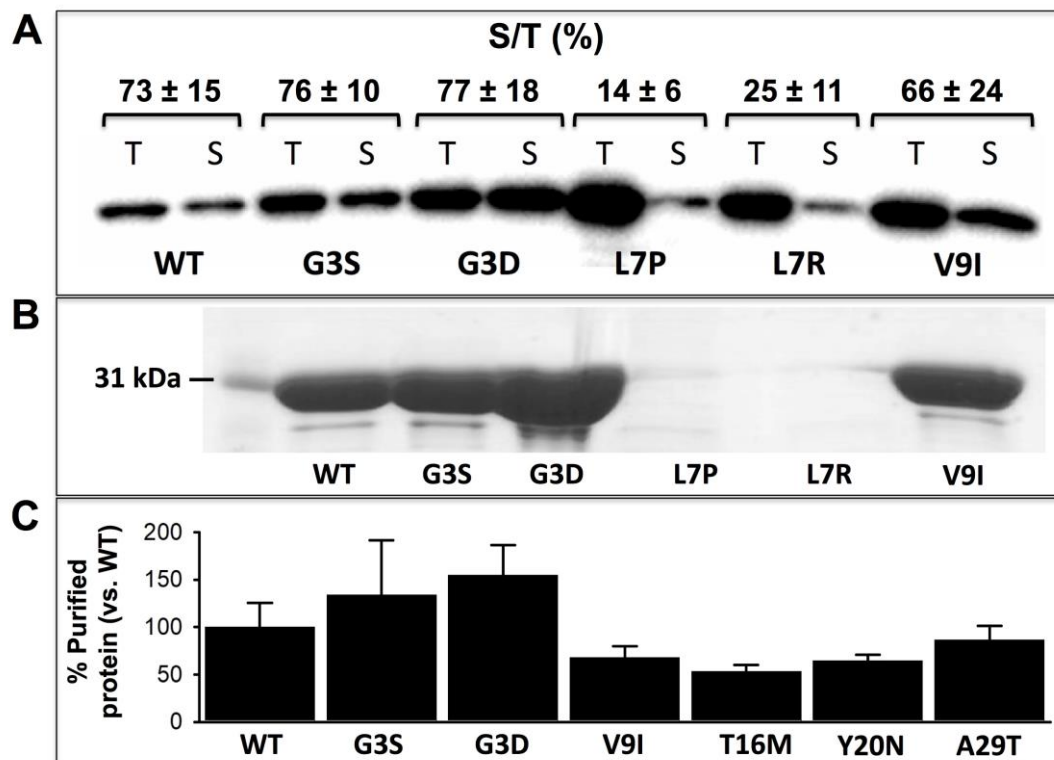 A
S/T (%)
73 ± 15 76 ± 10 77 ± 18 14 ± 6 25 ± 11 66 ± 24
T S T S T S T S T S T S
WT G3S G3D L7P L7R V9I
B
31 kDa
WT G3S G3D L7P L7R V9I
C
% Purified
protein (vs. WT)
200
150
100
50
0
WT G3S G3D V9I T16M Y20N A29T